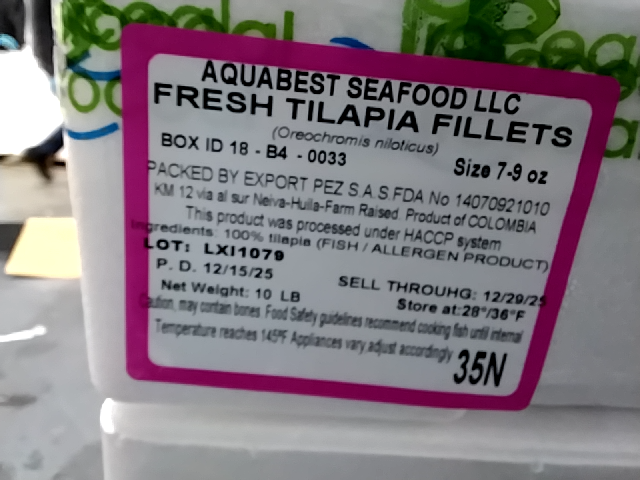 AQUABEST SEAFOOD LLC
FRESH TILAPIA FILLETS
(Oreochromis niloticus)
BOX ID 18 - B4 - 0033
Size 7-9 oz
PACKED BY EXPORT PEZ S.A.S.FDA No 14070921010
KM 12 via al sur Neiva-Huila-Farm Raised. Product of COLOMBIA
This product was processed under HACCP system
Ingredients: 100% tilapia (FISH / ALLERGEN PRODUCT)
LOT: LXI1079
P. D. 12/15/25
SELL THROUHG: 12/29/25
Net Weight: 10 LB
Store at:28°/36°F
Caution, may contain bones. Food Safety guidelines recommend cooking fish until internal
Temperature reaches 145ºF Appliances vary,adjust accordingly
35N